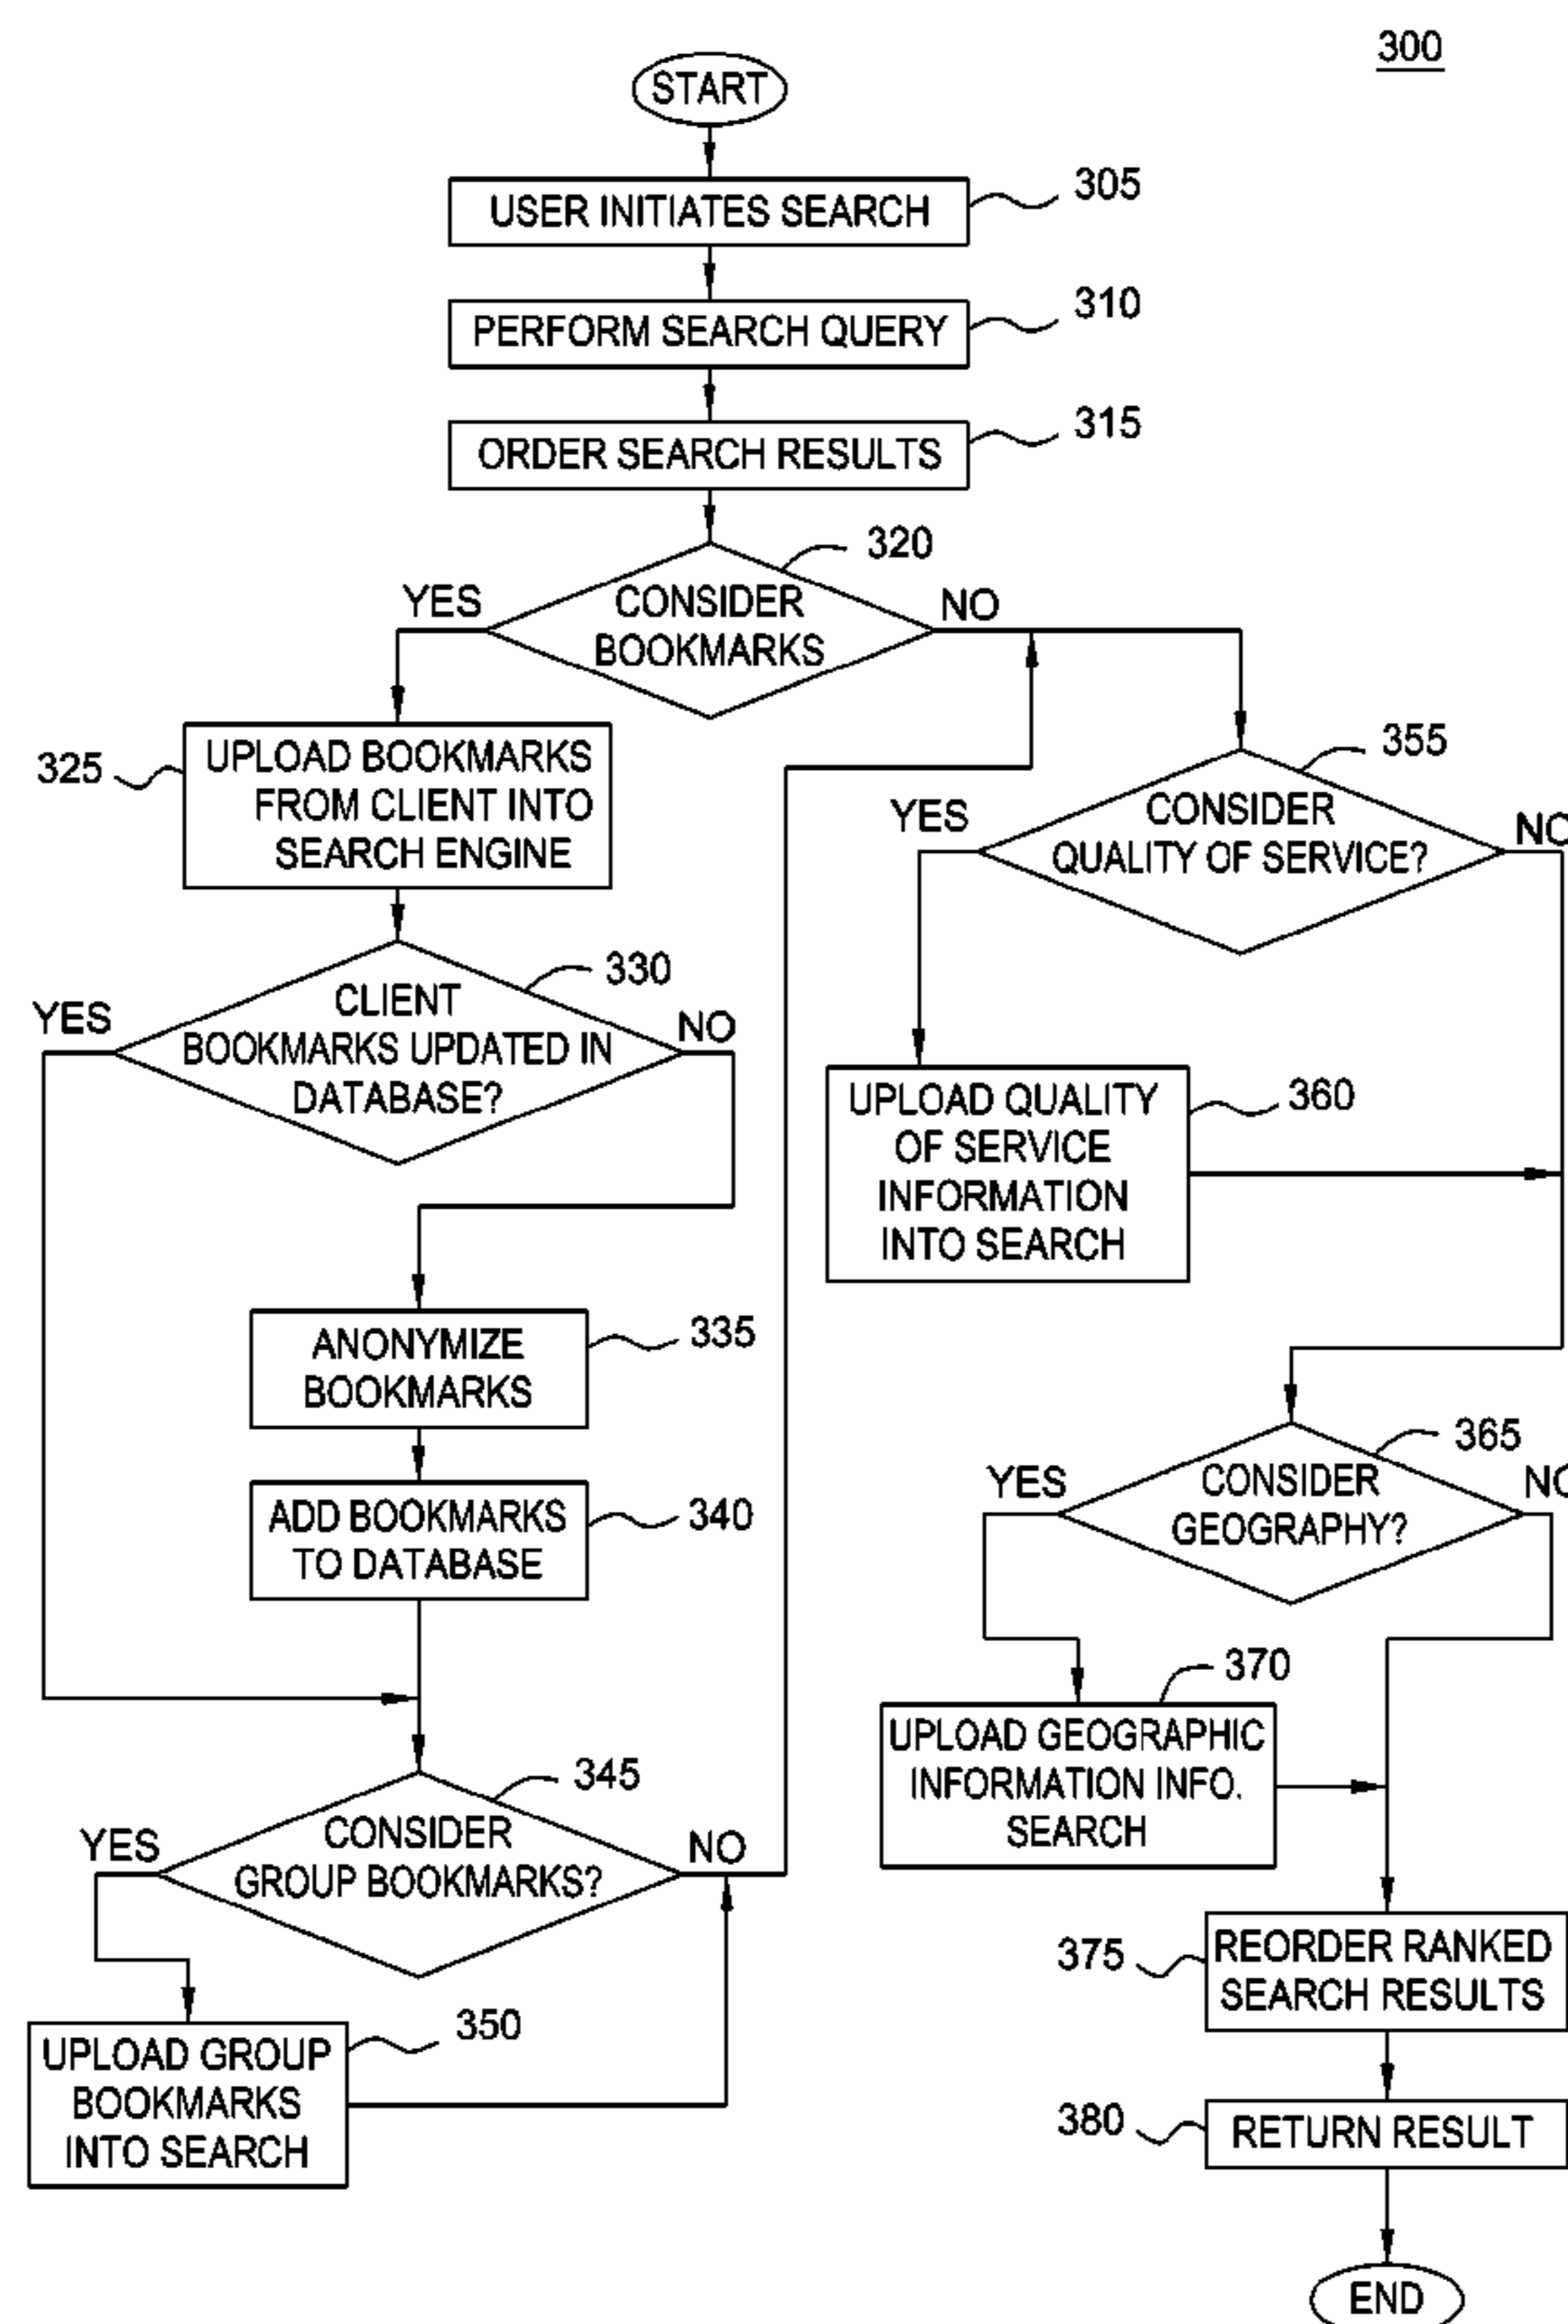 300
START
USER INITIATES SEARCH
305
PERFORM SEARCH QUERY
310
ORDER SEARCH RESULTS
315
320
CONSIDER
BOOKMARKS
YES
NO
325
UPLOAD BOOKMARKS
FROM CLIENT INTO
SEARCH ENGINE
330
CLIENT
BOOKMARKS UPDATED IN
DATABASE?
YES
NO
ANONYMIZE
BOOKMARKS
335
ADD BOOKMARKS
TO DATABASE
340
345
CONSIDER
GROUP BOOKMARKS?
YES
NO
UPLOAD GROUP
BOOKMARKS
INTO SEARCH
350
355
CONSIDER
QUALITY OF SERVICE?
YES
NO
UPLOAD QUALITY
OF SERVICE
INFORMATION
INTO SEARCH
360
365
CONSIDER
GEOGRAPHY?
YES
NO
370
UPLOAD GEOGRAPHIC
INFORMATION INFO.
SEARCH
375
REORDER RANKED
SEARCH RESULTS
380
RETURN RESULT
END